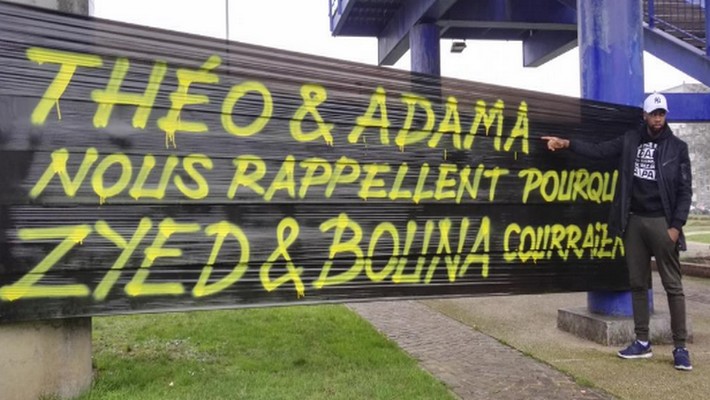 THÉO & ADAMA
NOUS RAPPELLENT POURQU
ZYED & BOUNA COURRAIEN